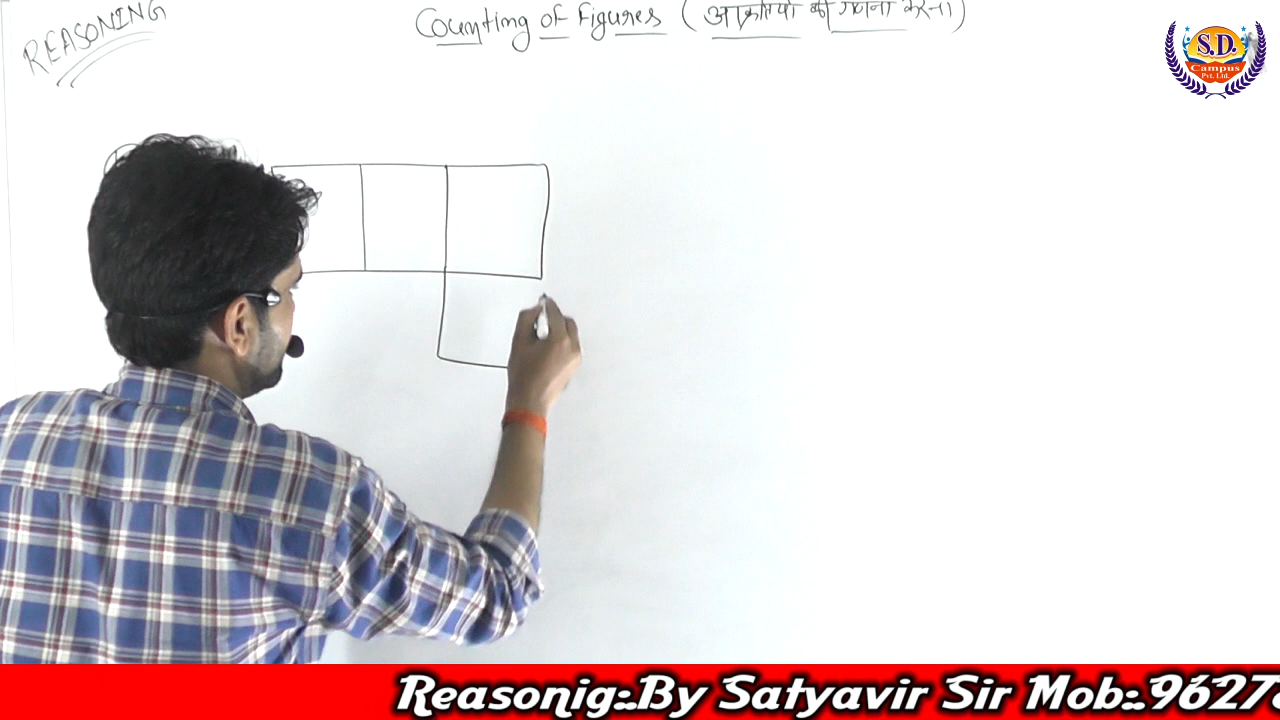 REASONING
Counting of figures (आकृतियों की गणना करना)
S.D.
Campus
Pvt. Ltd.
Reasonig:.By Satyavir Sir Mob:.9627